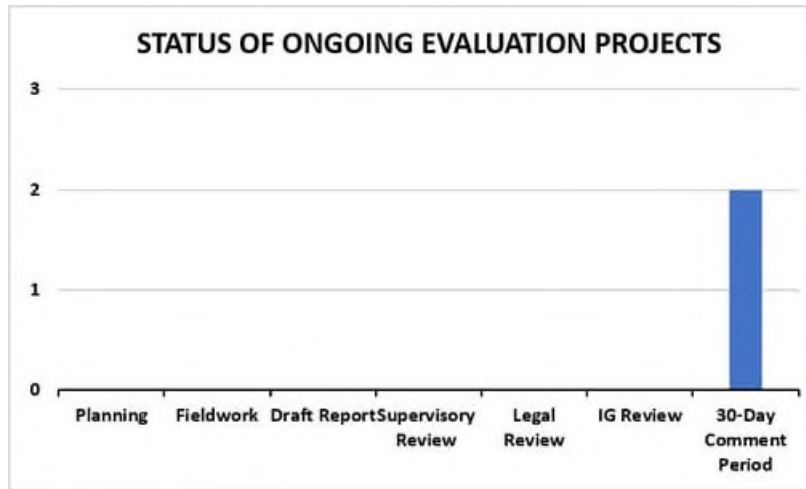 STATUS OF ONGOING EVALUATION PROJECTS
3
2
1
0
Planning
Fieldwork
Draft Report
Supervisory
Review
Legal
Review
IG Review
30-Day
Comment
Period